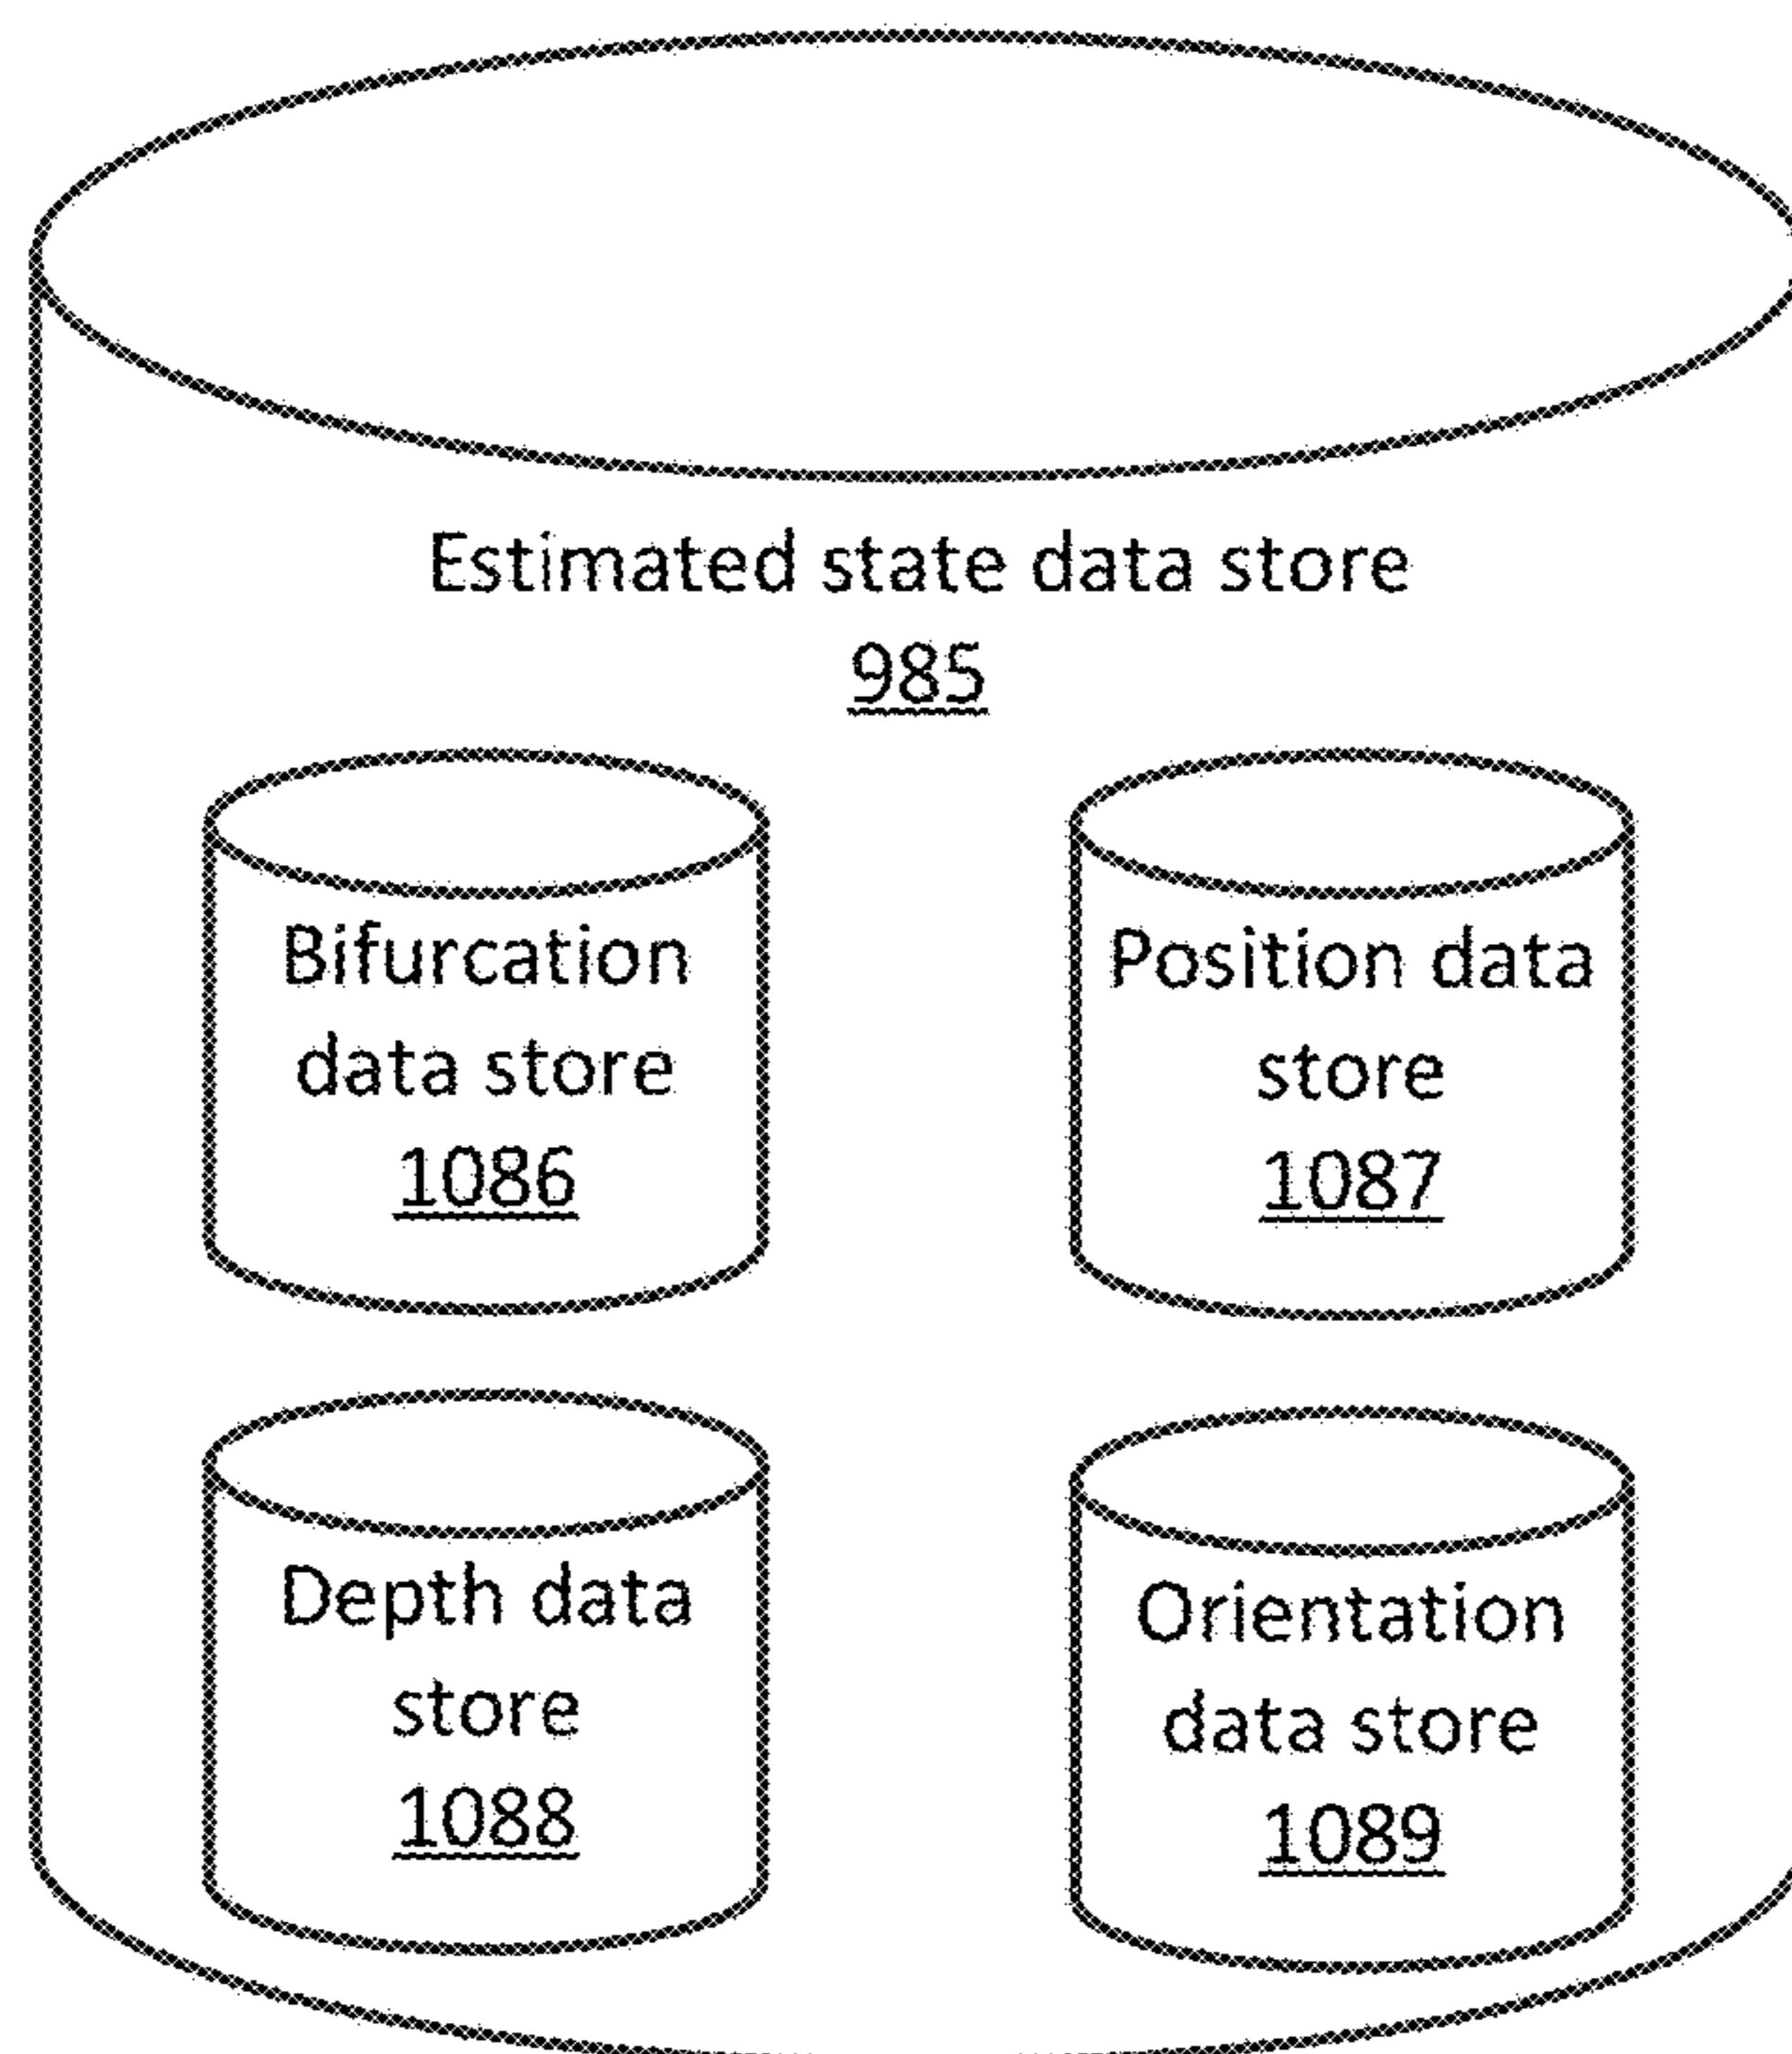 Estimated state data store
985
Bifurcation
data store
1086
Position data
store
1087
Depth data
store
1088
Orientation
data store
1089